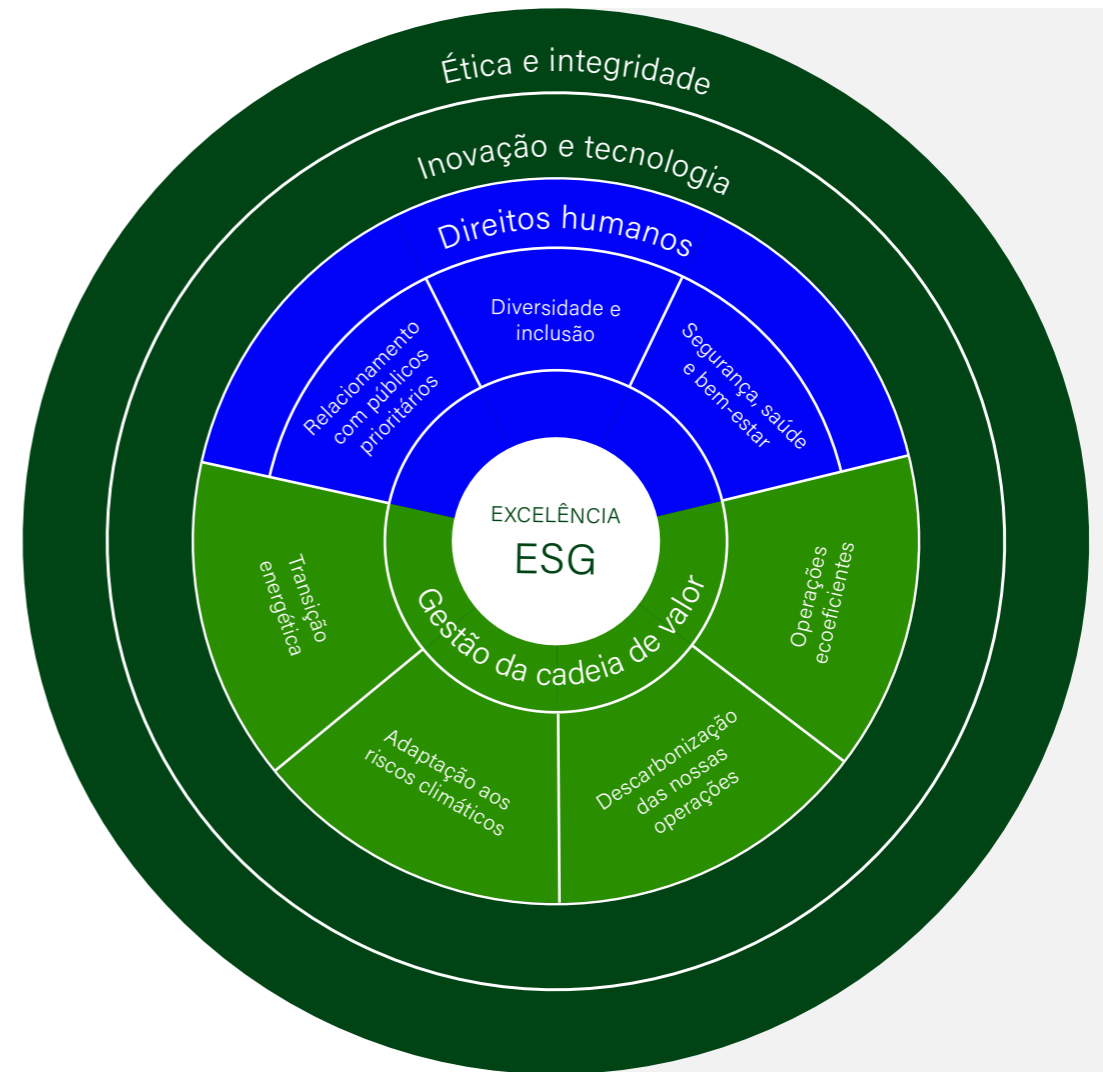 Ética e integridade
Inovação e tecnologia
Direitos humanos
Relacionamento
com públicos
prioritários
Diversidade e
inclusão
Segurança, saúde
e bem-estar
EXCELÊNCIA
ESG
Gestão da cadeia de valor
Transição
energética
Adaptação aos
riscos climáticos
Descarbonização
das nossas
operações
Operações
ecoeficientes